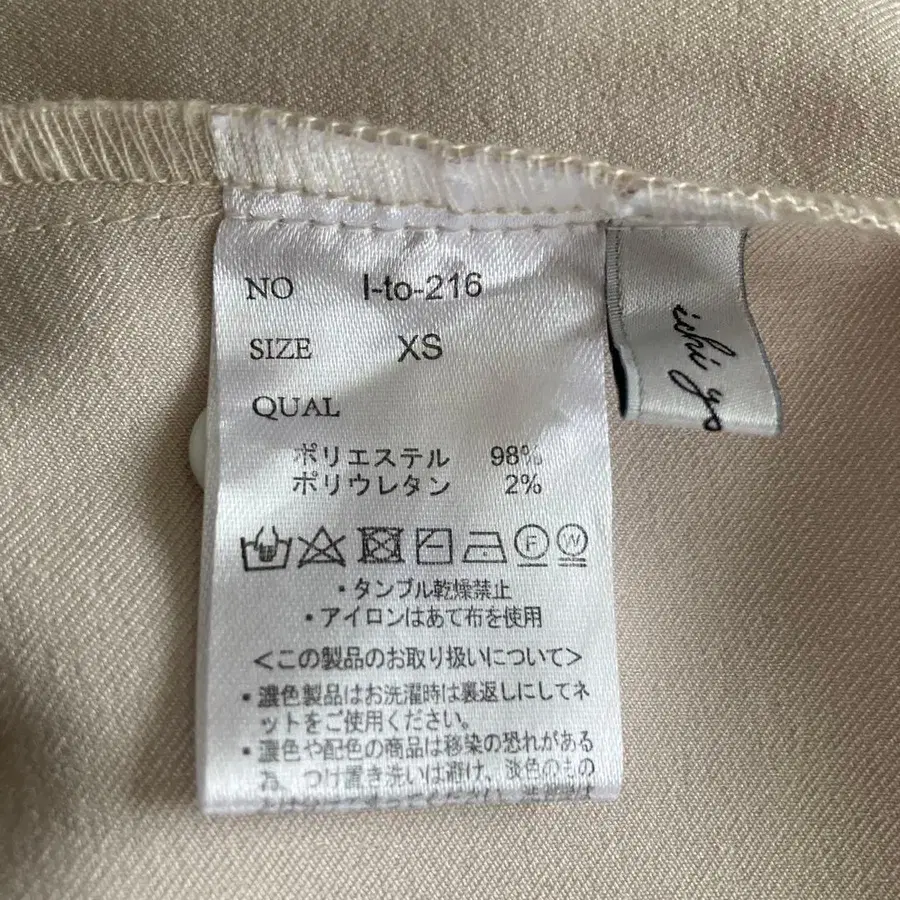 NO I-to-216
SIZE XS
QUAL
ポリエステル 98%
ポリウレタン 2%
F W
・タンブル乾燥禁止
・アイロンはあて布を使用
<この製品のお取り扱いについて>
・濃色製品はお洗濯時は裏返しにしてネ
ットをご使用ください。
・濃色や配色の商品は移染の恐れがある
為、つけ置き洗いは避け、淡色のもの
ichi